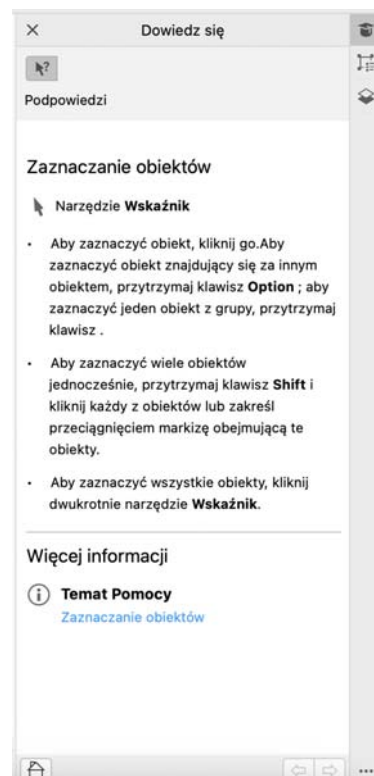 Dowiedz się
Podpowiedzi
Zaznaczanie obiektów
Narzędzie Wskaźnik
• Aby zaznaczyć obiekt, kliknij go.Aby
zaznaczyć obiekt znajdujący się za innym
obiektem, przytrzymaj klawisz Option ; aby
zaznaczyć jeden obiekt z grupy, przytrzymaj
klawisz .
• Aby zaznaczyć wiele obiektów
jednocześnie, przytrzymaj klawisz Shift i
kliknij każdy z obiektów lub zakreśl
przeciągnięciem markizę obejmującą te
obiekty.
• Aby zaznaczyć wszystkie obiekty, kliknij
dwukrotnie narzędzie Wskaźnik.
Więcej informacji
Temat Pomocy
Zaznaczanie obiektów